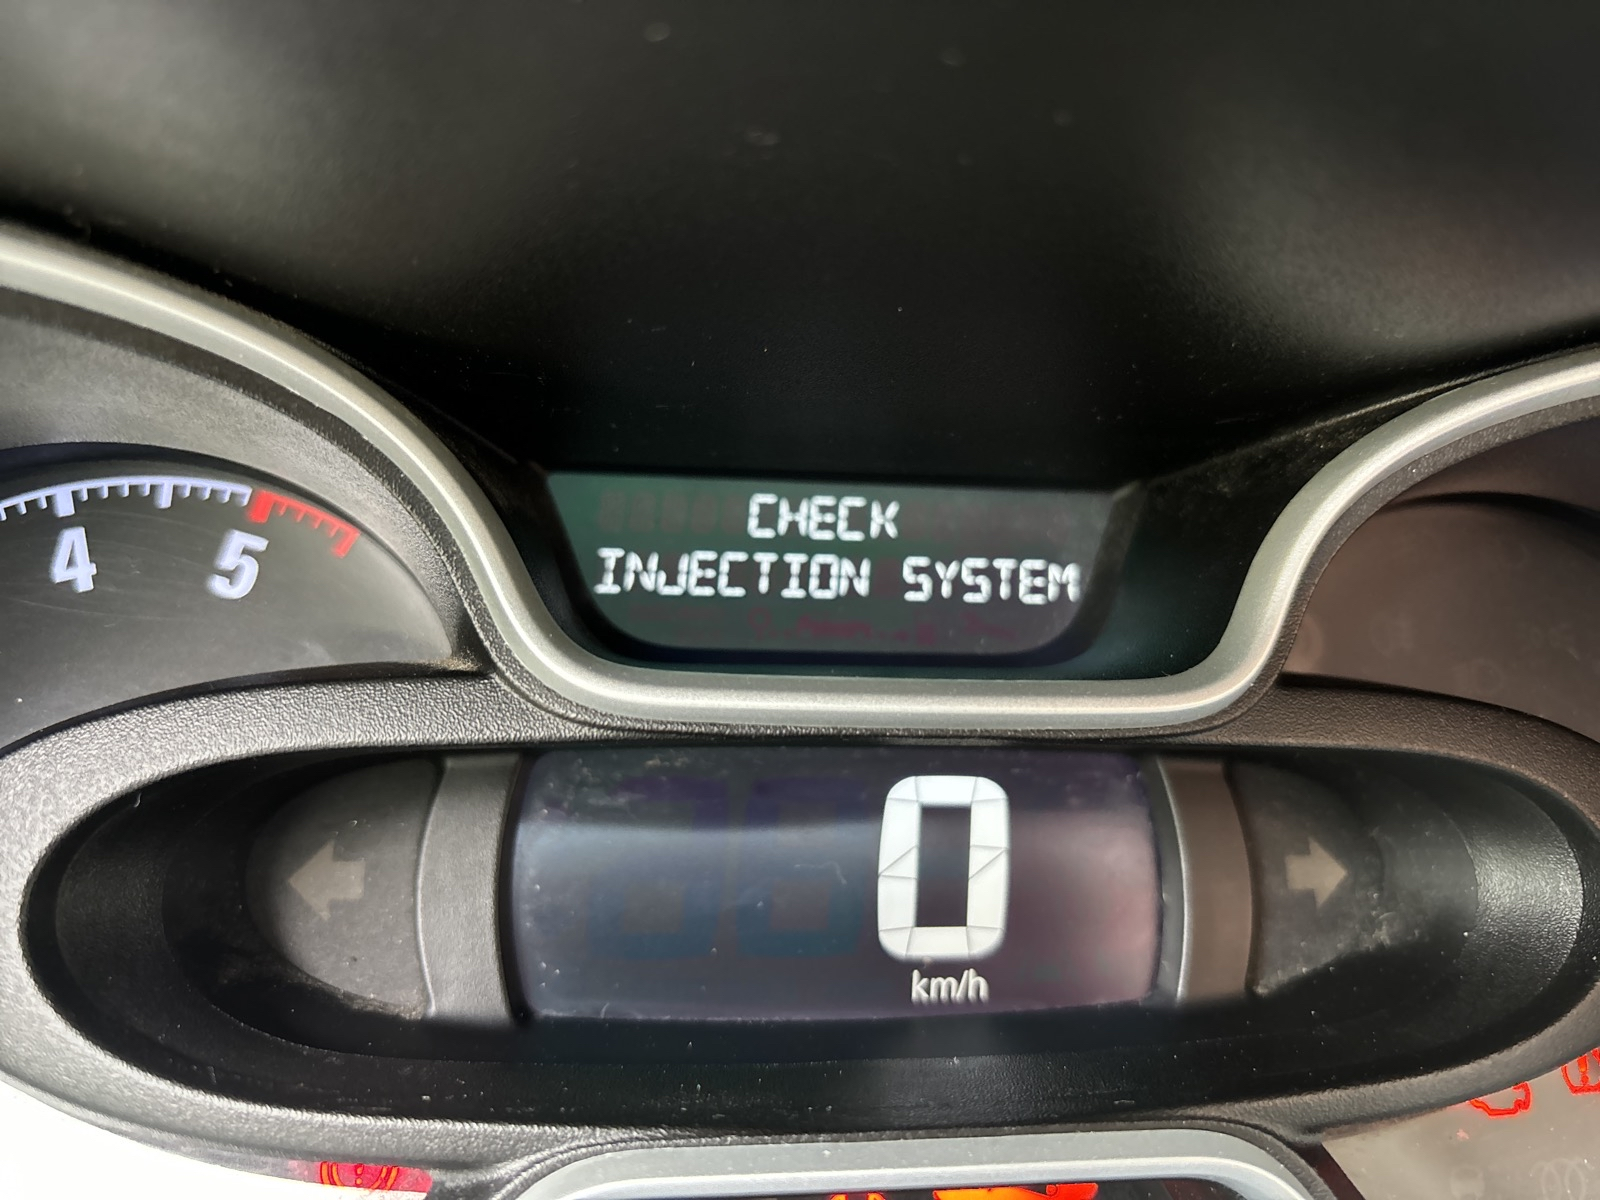 CHECK
INJECTION SYSTEM
4 5
0
km/h